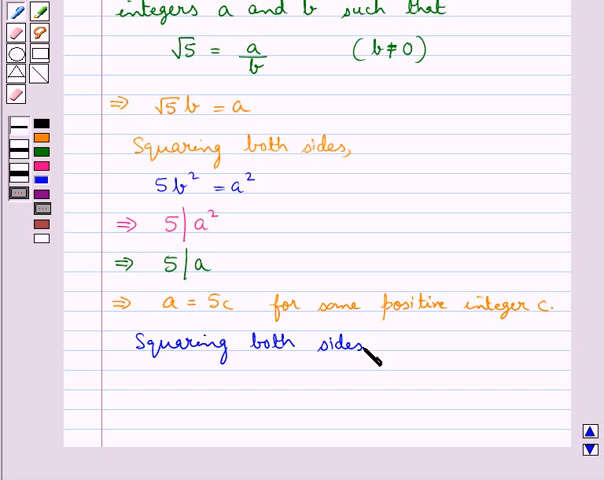 integers a and b such that
√5 = a/b (b≠0)
⇒ √5 b = a
Squaring both sides,
5b² = a²
⇒ 5|a²
⇒ 5|a
⇒ a = 5c for some positive integer c.
Squaring both sides